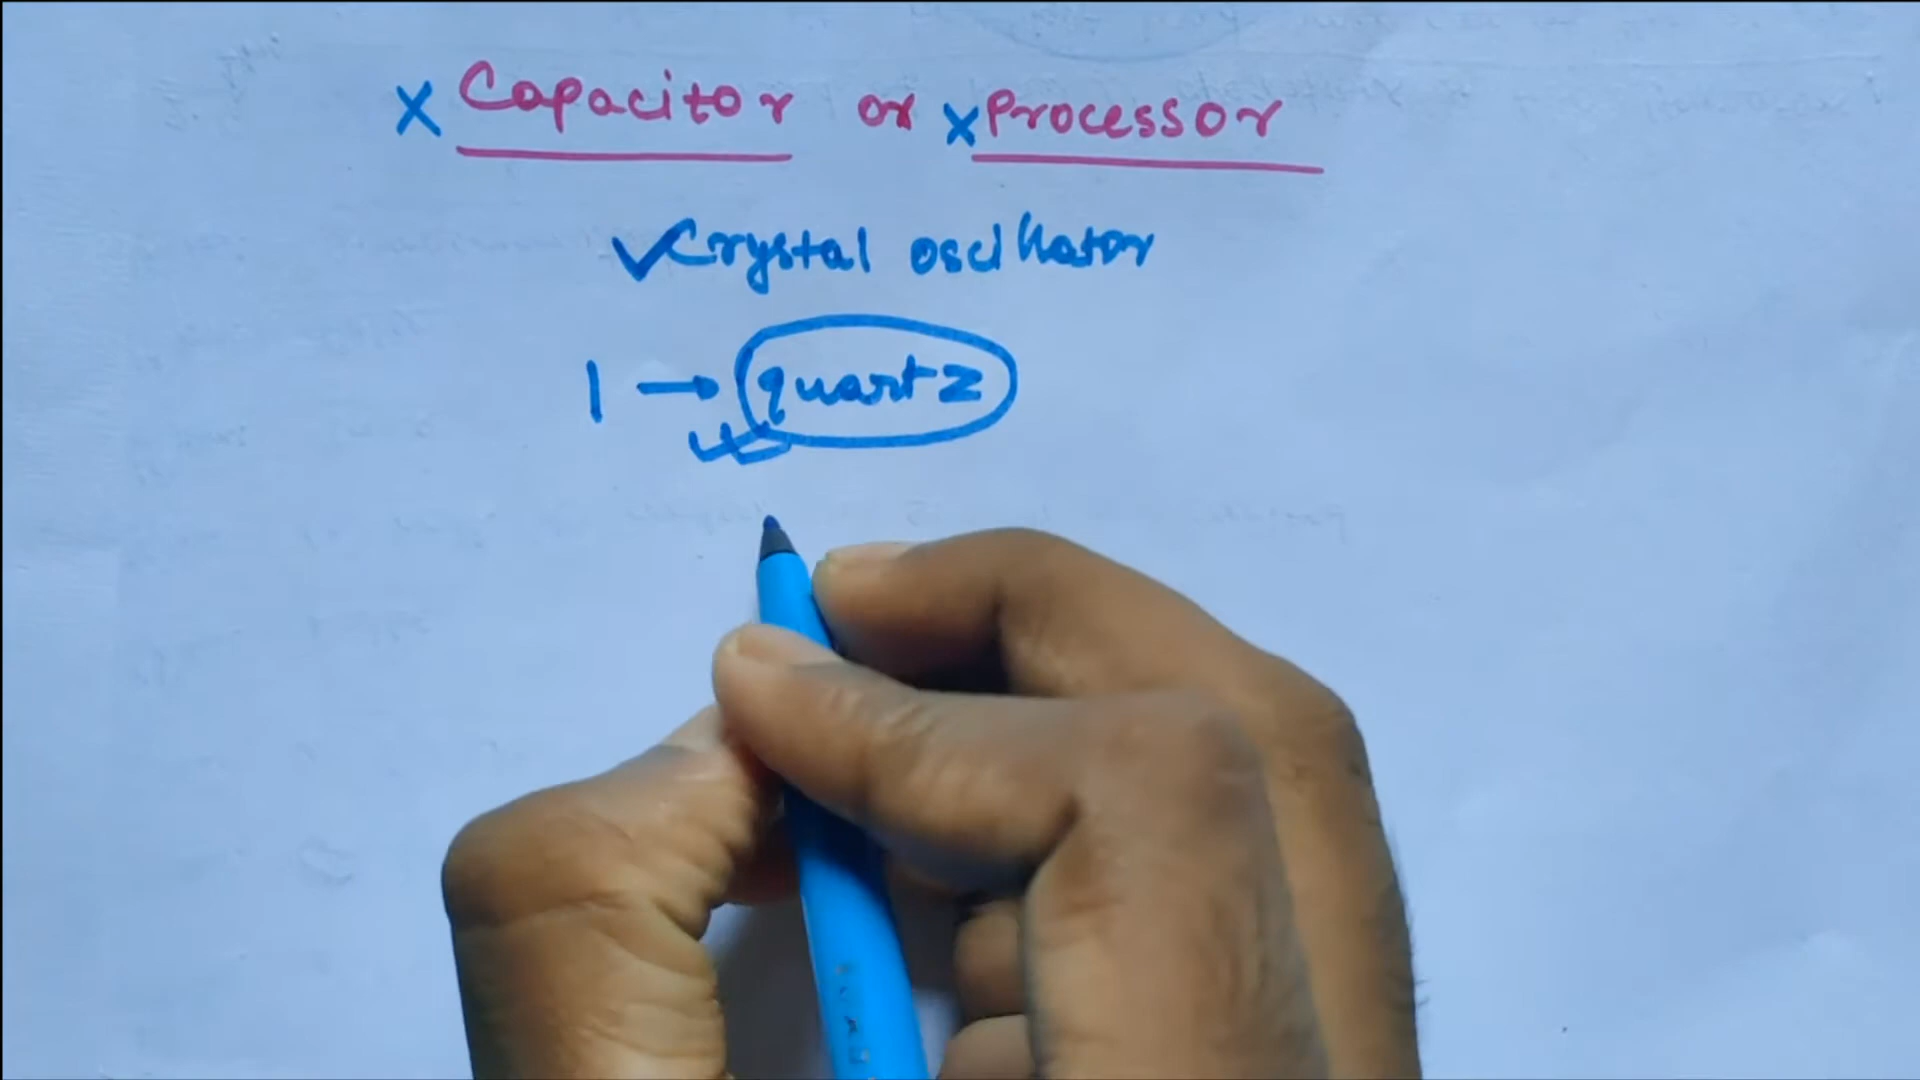 x Capacitor or x Processor
✓ Crystal oscillator
1 → quartz